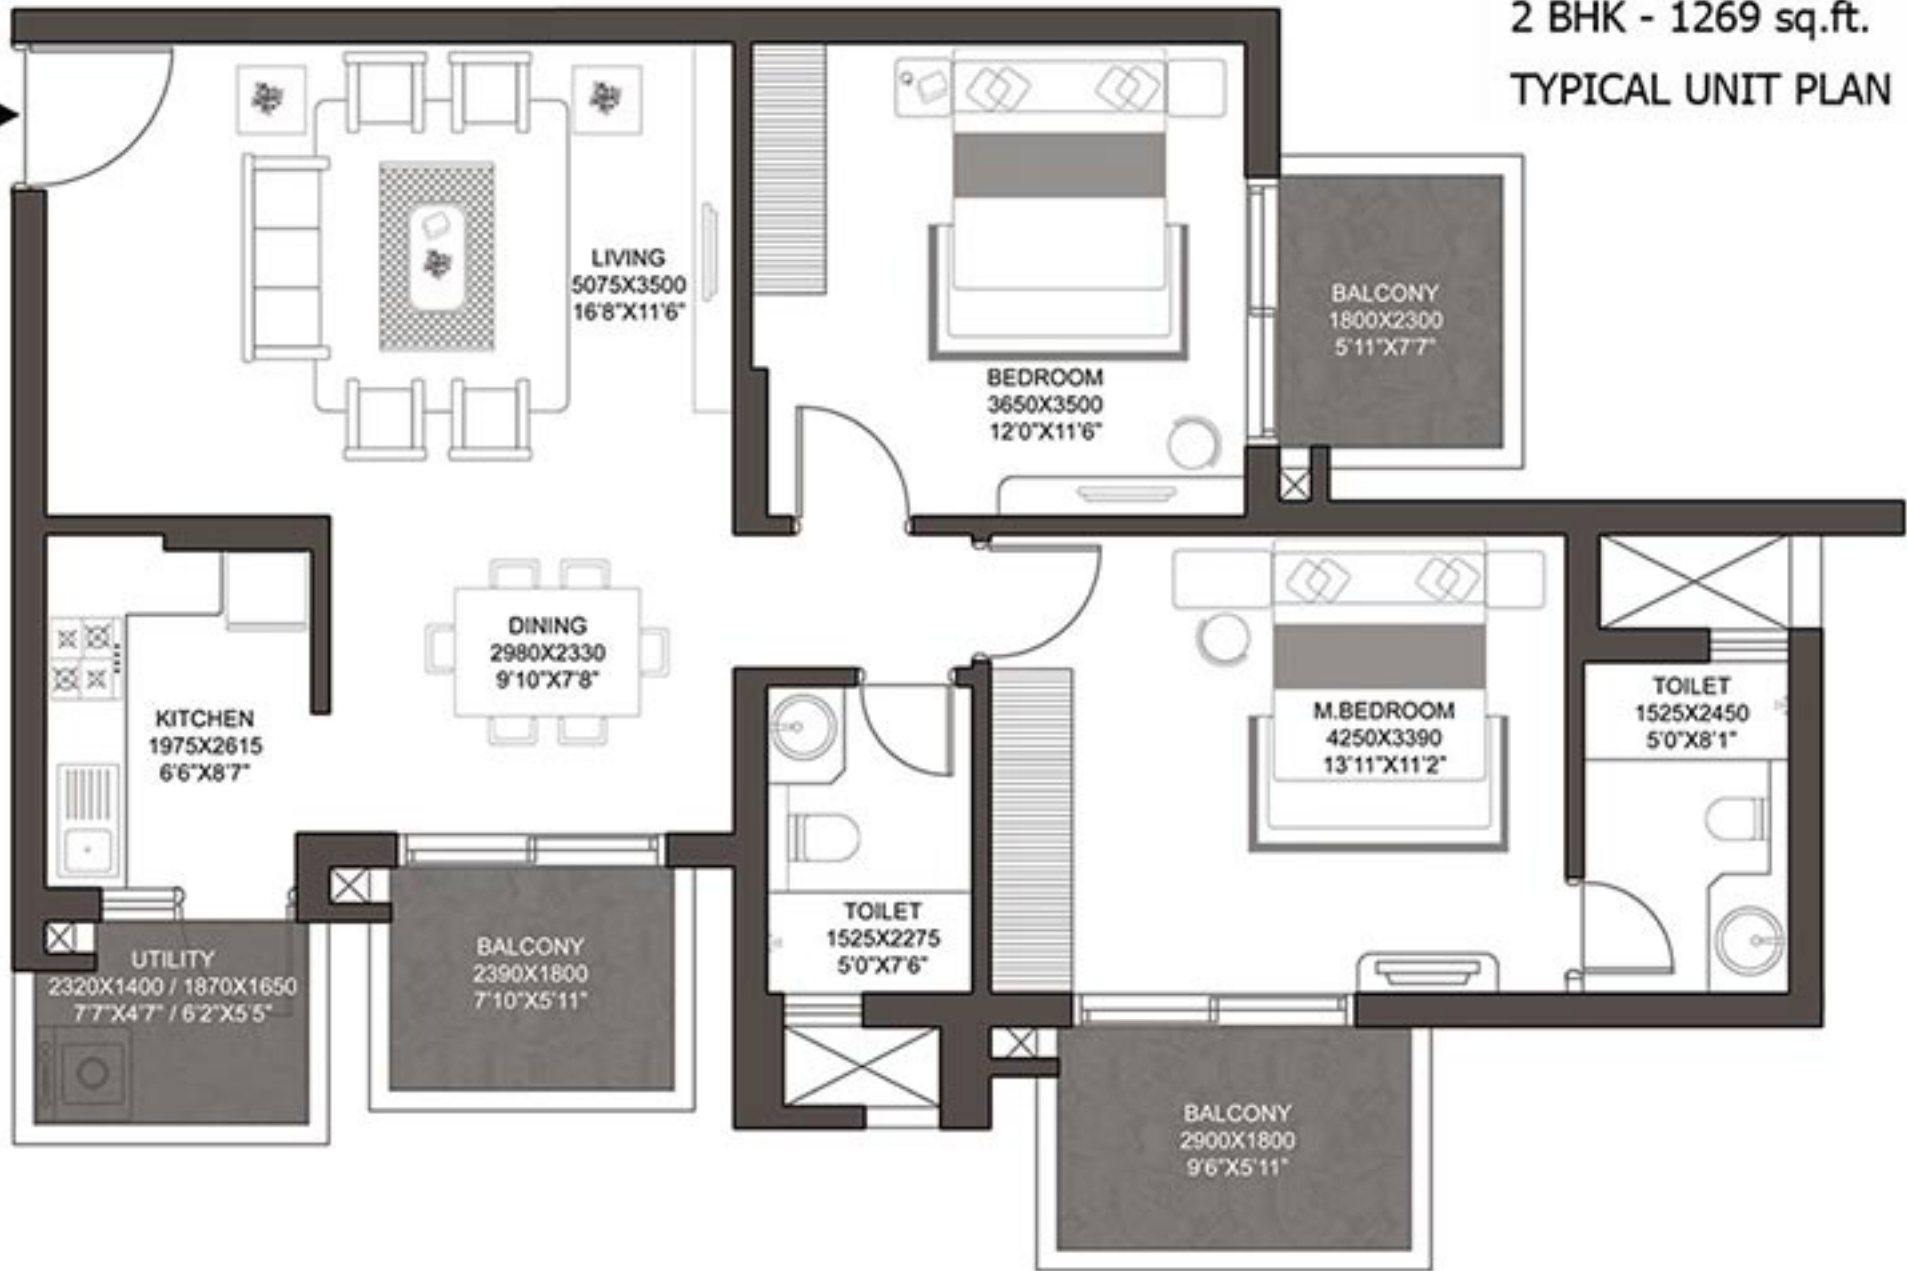 2 BHK - 1269 sq.ft.
TYPICAL UNIT PLAN
LIVING
5075X3500
16'8"X11'6"
BEDROOM
3650X3500
12'0"X11'6"
BALCONY
1800X2300
5'11"X7'7"
KITCHEN
1975X2615
6'6"X8'7"
DINING
2980X2330
9'10"X7'8"
M.BEDROOM
4250X3390
13'11"X11'2"
TOILET
1525X2450
5'0"X8'1"
UTILITY
2320X1400 / 1870X1650
7'7"X4'7" / 6'2"X5'5"
BALCONY
2390X1800
7'10"X5'11"
TOILET
1525X2275
5'0"X7'6"
BALCONY
2900X1800
9'6"X5'11"